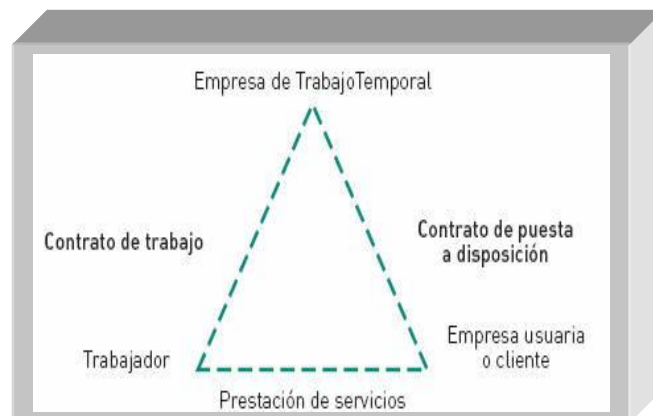 Empresa de TrabajoTemporal
Contrato de trabajo
Contrato de puesta
a disposición
Trabajador
Empresa usuaria
o cliente
Prestación de servicios